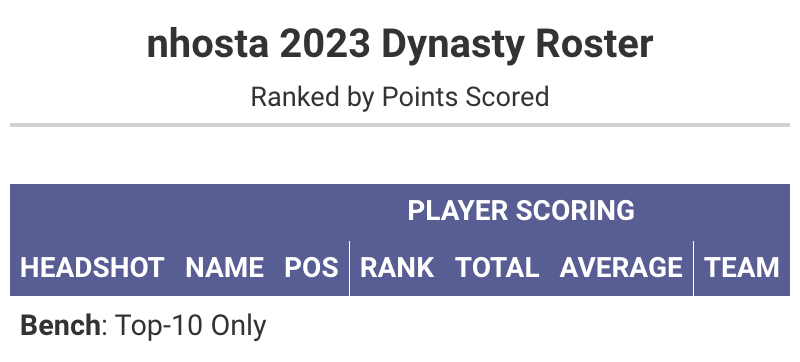 nhosta 2023 Dynasty Roster
Ranked by Points Scored
PLAYER SCORING
HEADSHOT NAME POS RANK TOTAL AVERAGE TEAM
Bench: Top-10 Only